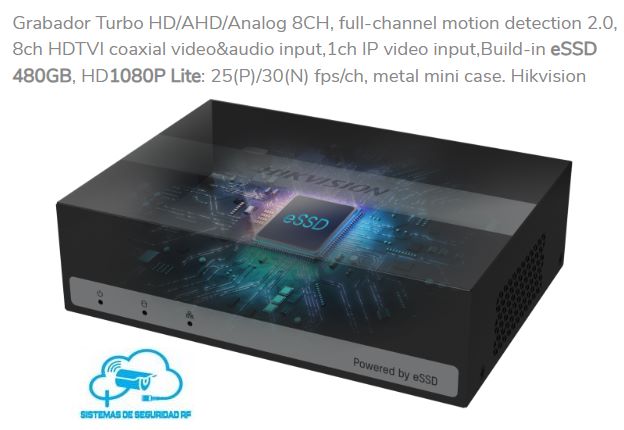 Grabador Turbo HD/AHD/Analog 8CH, full-channel motion detection 2.0,
8ch HDTVI coaxial video&audio input,1ch IP video input,Build-in eSSD
480GB, HD1080P Lite: 25(P)/30(N) fps/ch, metal mini case. Hikvision
HIKVISION
eSSD
Powered by eSSD
SISTEMAS DE SEGURIDAD RF